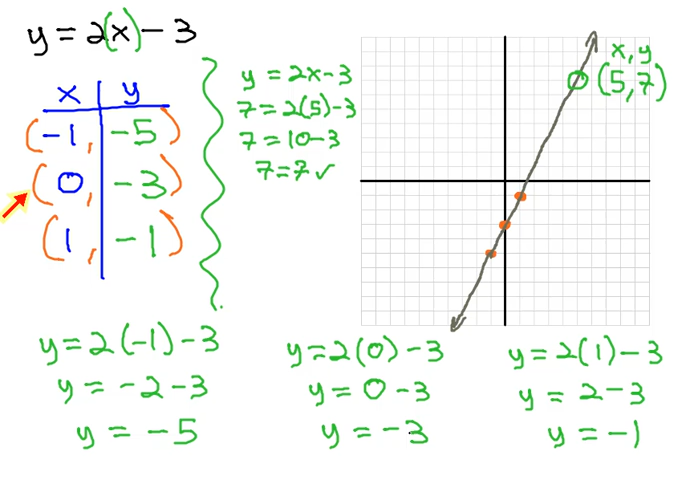 y = 2(x) - 3
x | y
(-1, -5)
(0, -3)
(1, -1)
y = 2x - 3
7 = 2(5) - 3
7 = 10 - 3
7 = 7 ✓
x, y
(5, 7)
y = 2(-1) - 3
y = -2 - 3
y = -5
y = 2(0) - 3
y = 0 - 3
y = -3
y = 2(1) - 3
y = 2 - 3
y = -1